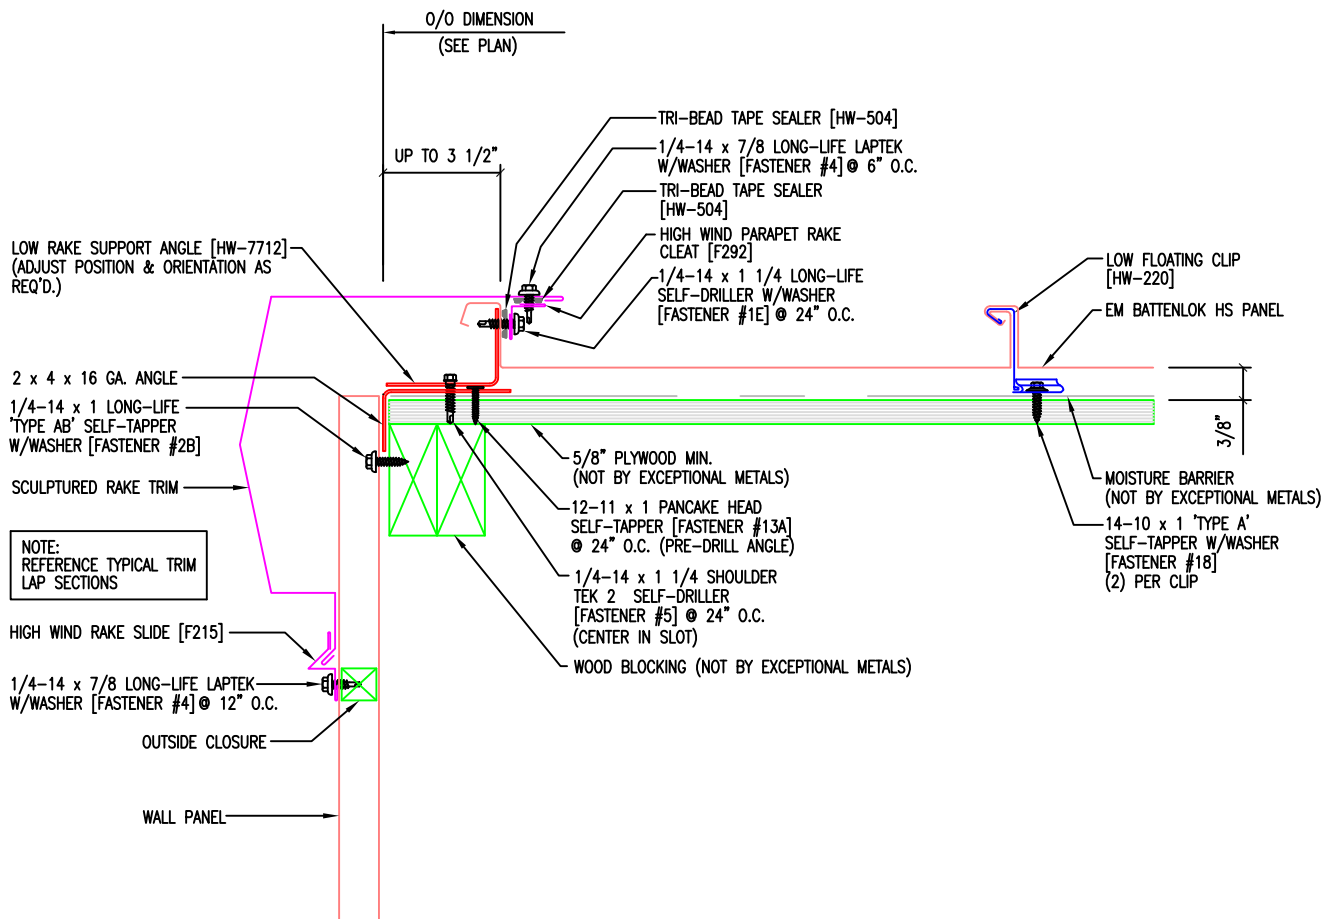 O/O DIMENSION
(SEE PLAN)
UP TO 3 1/2"
TRI-BEAD TAPE SEALER [HW-504]
1/4-14 x 7/8 LONG-LIFE LAPTEK
W/WASHER [FASTENER #4] @ 6" O.C.
TRI-BEAD TAPE SEALER
[HW-504]
HIGH WIND PARAPET RAKE
CLEAT [F292]
1/4-14 x 1 1/4 LONG-LIFE
SELF-DRILLER W/WASHER
[FASTENER #1E] @ 24" O.C.
LOW FLOATING CLIP
[HW-220]
EM BATTENLOK HS PANEL
LOW RAKE SUPPORT ANGLE [HW-7712]
(ADJUST POSITION & ORIENTATION AS
REQ'D.)
2 x 4 x 16 GA. ANGLE
1/4-14 x 1 LONG-LIFE
'TYPE AB' SELF-TAPPER
W/WASHER [FASTENER #2B]
SCULPTURED RAKE TRIM
NOTE:
REFERENCE TYPICAL TRIM
LAP SECTIONS
HIGH WIND RAKE SLIDE [F215]
1/4-14 x 7/8 LONG-LIFE LAPTEK
W/WASHER [FASTENER #4] @ 12" O.C.
OUTSIDE CLOSURE
WALL PANEL
5/8" PLYWOOD MIN.
(NOT BY EXCEPTIONAL METALS)
12-11 x 1 PANCAKE HEAD
SELF-TAPPER [FASTENER #13A]
@ 24" O.C. (PRE-DRILL ANGLE)
1/4-14 x 1 1/4 SHOULDER
TEK 2 SELF-DRILLER
[FASTENER #5] @ 24" O.C.
(CENTER IN SLOT)
WOOD BLOCKING (NOT BY EXCEPTIONAL METALS)
3/8"
MOISTURE BARRIER
(NOT BY EXCEPTIONAL METALS)
14-10 x 1 'TYPE A'
SELF-TAPPER W/WASHER
[FASTENER #18]
(2) PER CLIP